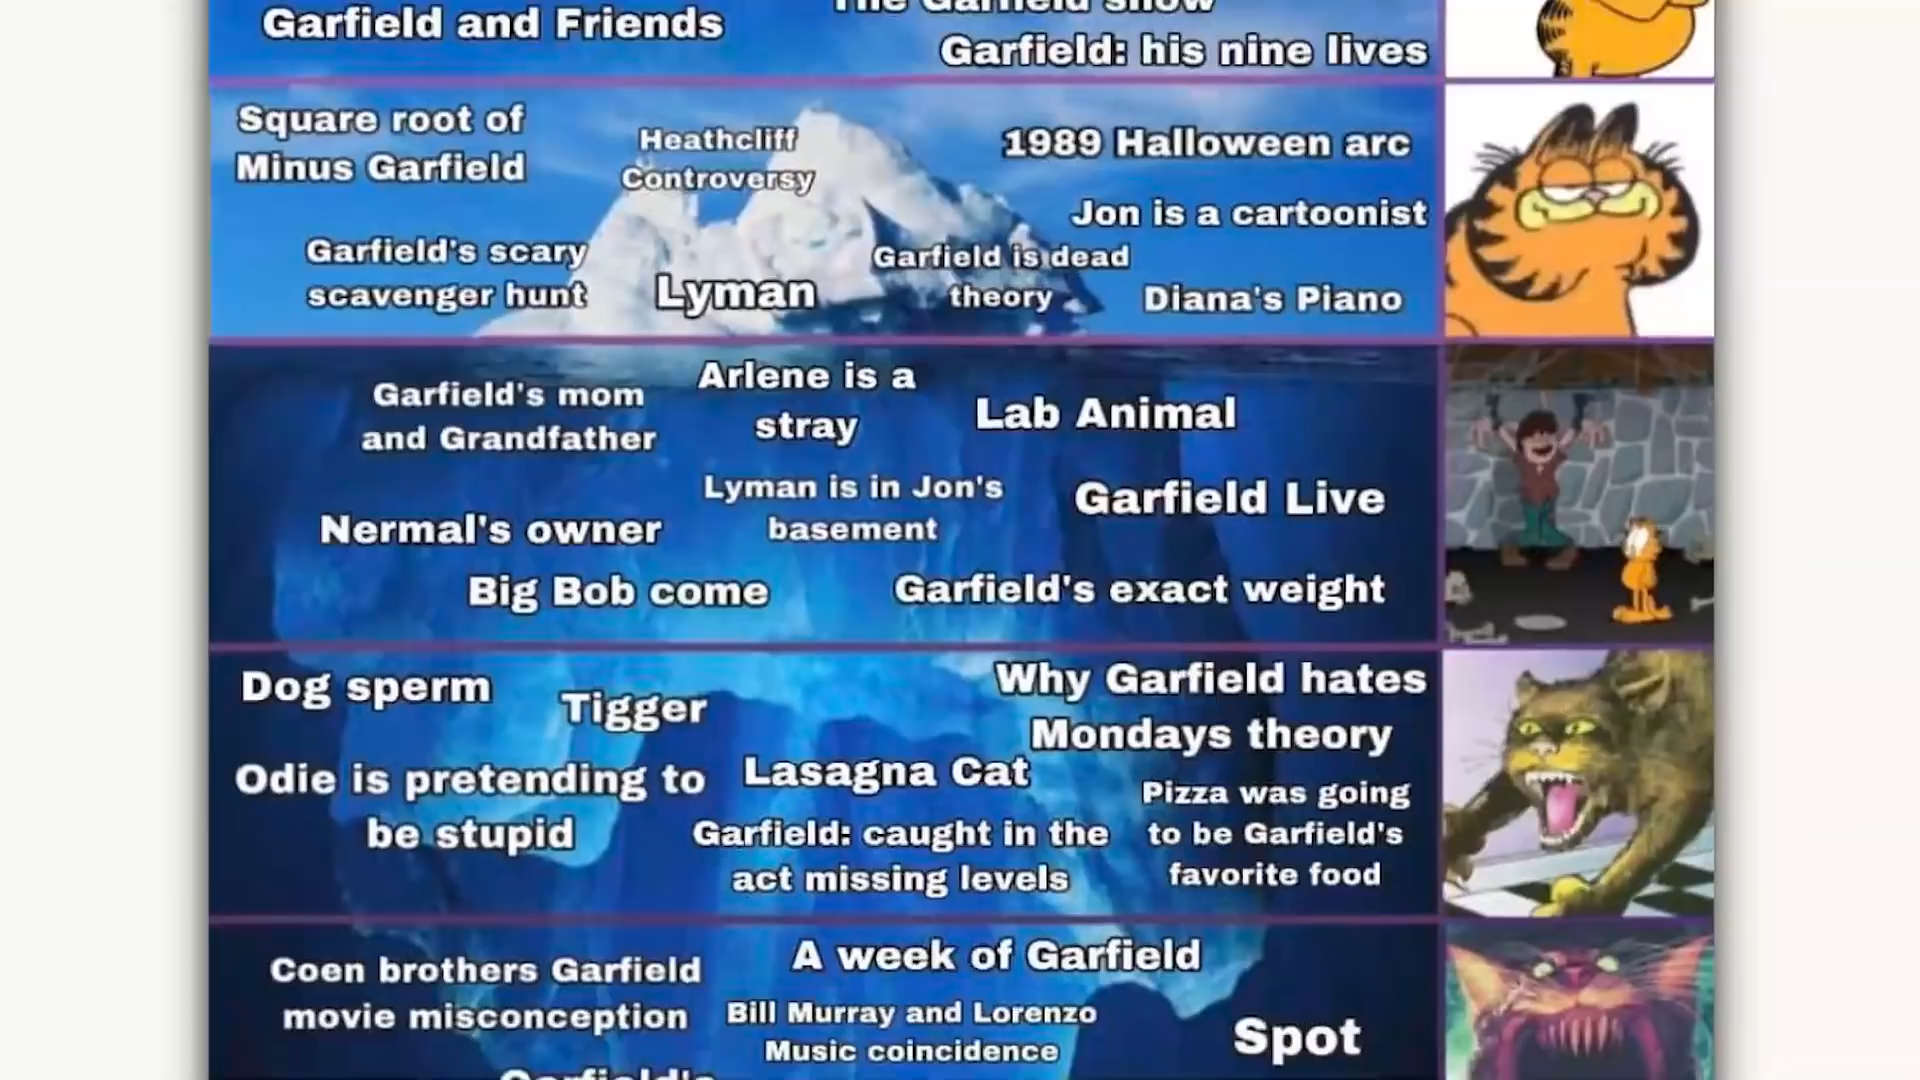 The Garfield show
Garfield and Friends
Garfield: his nine lives
Square root of
Minus Garfield
Heathcliff
Controversy
1989 Halloween arc
Jon is a cartoonist
Garfield's scary
scavenger hunt
Lyman
Garfield is dead
theory
Diana's Piano
Garfield's mom
and Grandfather
Arlene is a
stray
Lab Animal
Lyman is in Jon's
basement
Garfield Live
Nermal's owner
Big Bob come
Garfield's exact weight
Dog sperm
Tigger
Why Garfield hates
Mondays theory
Odie is pretending to
be stupid
Lasagna Cat
Garfield: caught in the
act missing levels
Pizza was going
to be Garfield's
favorite food
Coen brothers Garfield
movie misconception
A week of Garfield
Bill Murray and Lorenzo
Music coincidence
Spot
Garfield's